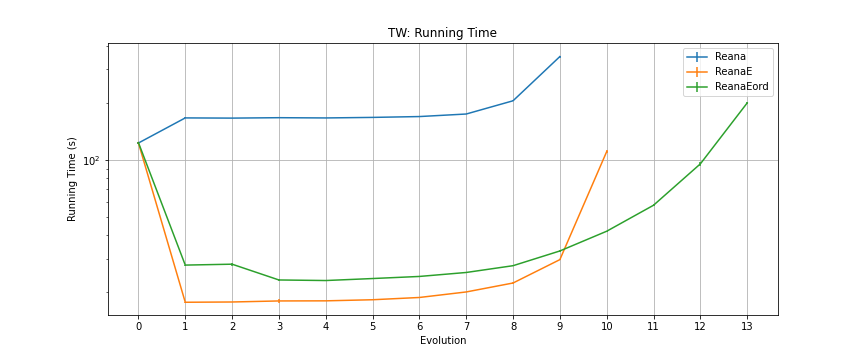 TW: Running Time
Reana
ReanaE
ReanaEord
Running Time (s)
10²
0 1 2 3 4 5 6 7 8 9 10 11 12 13
Evolution